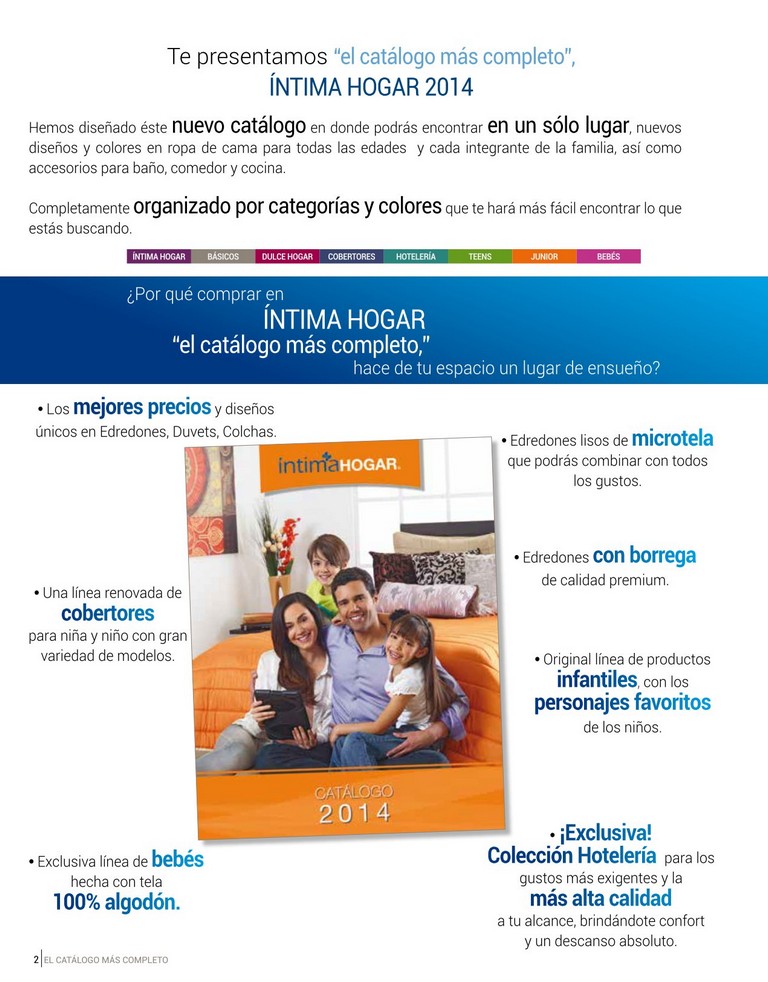 Te presentamos “el catálogo más completo”,
ÍNTIMA HOGAR 2014
Hemos diseñado éste nuevo catálogo en donde podrás encontrar en un sólo lugar, nuevos
diseños y colores en ropa de cama para todas las edades y cada integrante de la familia, así como
accesorios para baño, comedor y cocina.
Completamente organizado por categorías y colores que te hará más fácil encontrar lo que
estás buscando.
ÍNTIMA HOGAR BÁSICOS DULCE HOGAR COBERTORES HOTELERÍA TEENS JUNIOR BEBÉS
¿Por qué comprar en
ÍNTIMA HOGAR
“el catálogo más completo,”
hace de tu espacio un lugar de ensueño?
• Los mejores precios y diseños
únicos en Edredones, Duvets, Colchas.
• Edredones lisos de microtela
que podrás combinar con todos
los gustos.
íntima HOGAR®
• Edredones con borrega
de calidad premium.
• Una línea renovada de
cobertores
para niña y niño con gran
variedad de modelos.
• Original línea de productos
infantiles, con los
personajes favoritos
de los niños.
CATÁLOGO
2014
• Exclusiva línea de bebés
hecha con tela
100% algodón.
• ¡Exclusiva!
Colección Hotelería para los
gustos más exigentes y la
más alta calidad
a tu alcance, brindándote confort
y un descanso absoluto.
2 EL CATÁLOGO MÁS COMPLETO